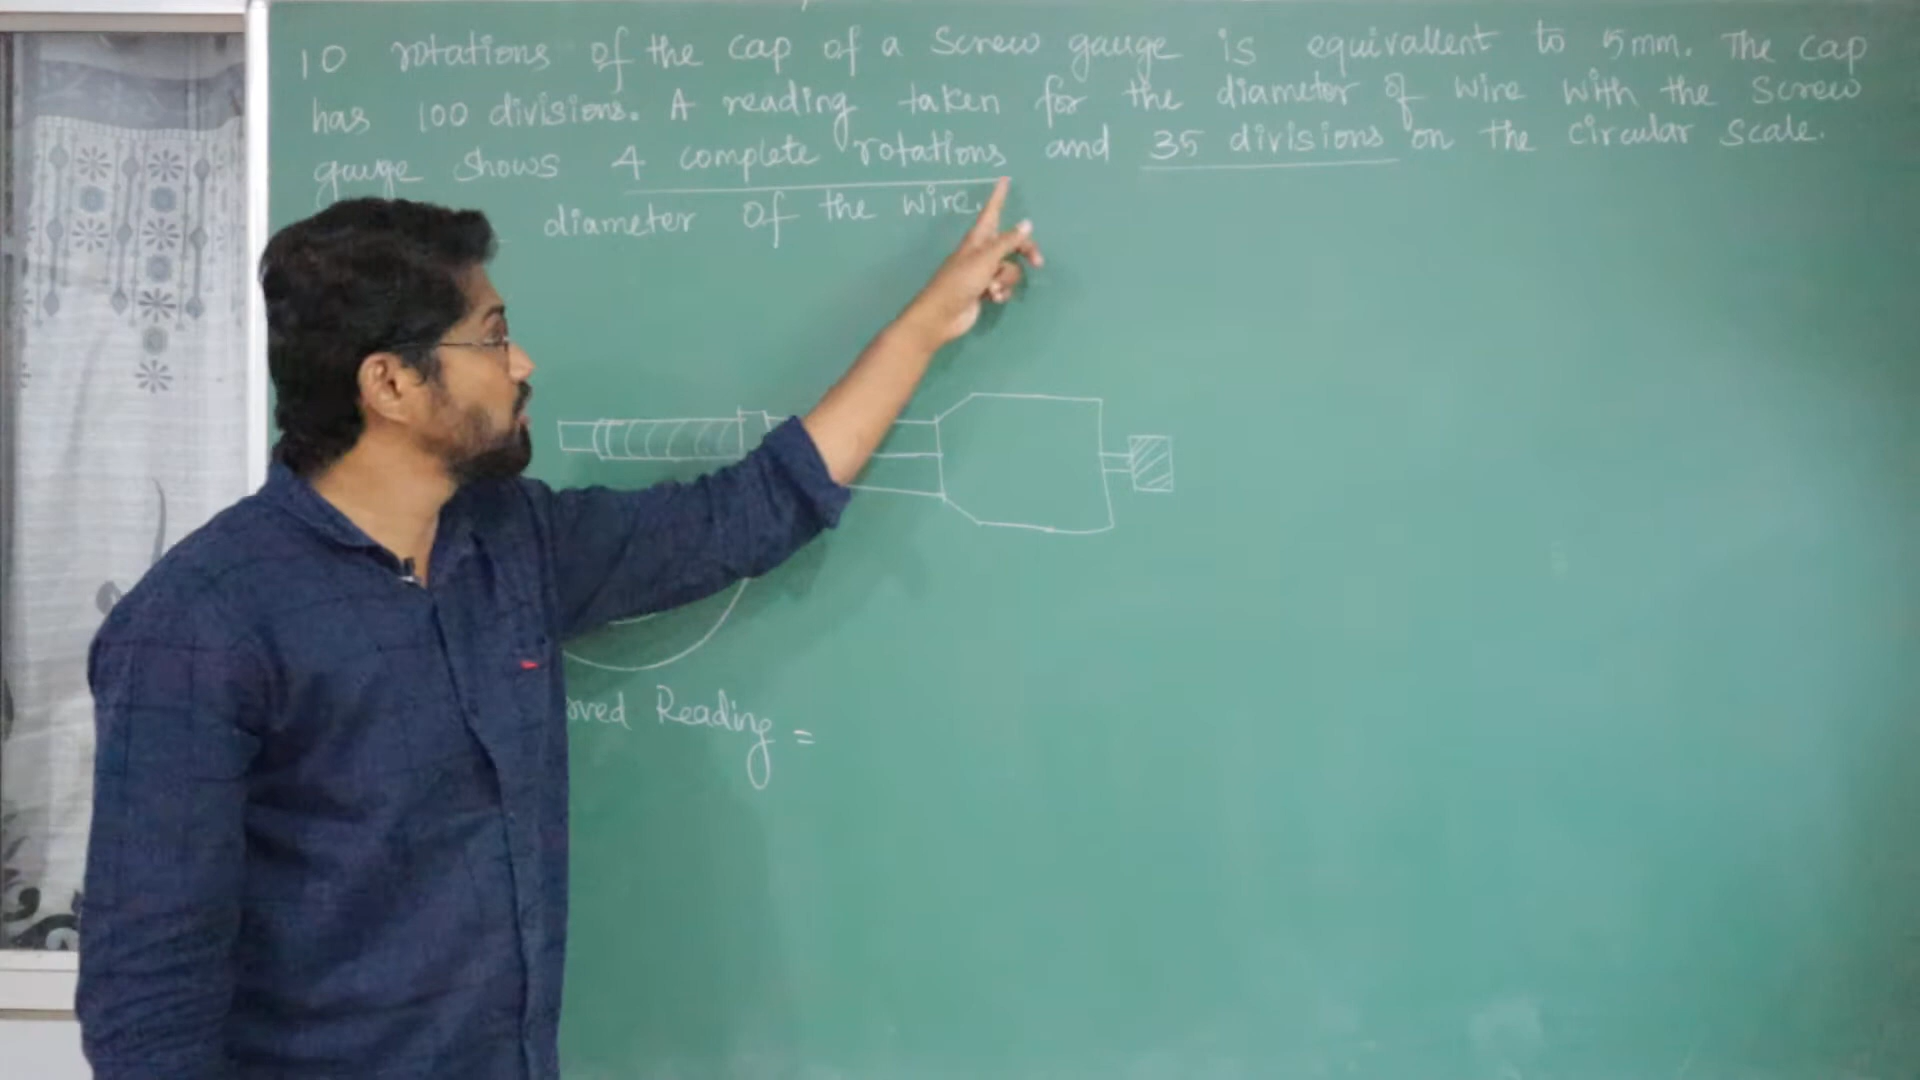 10 rotations of the cap of a screw gauge is equivallent to 5mm. The cap
has 100 divisions. A reading taken for the diameter of wire with the screw
gauge shows 4 complete rotations and 35 divisions on the circular scale.
diameter of the wire.
Reading =